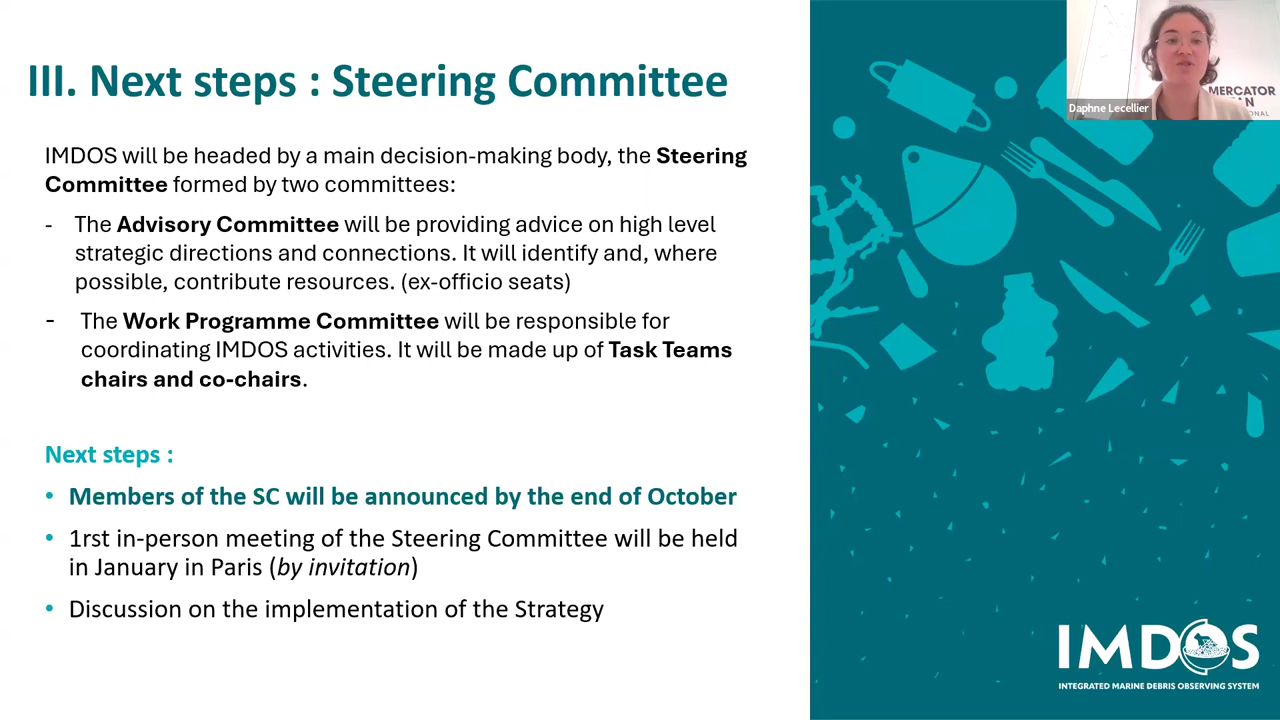 III. Next steps : Steering Committee
IMDOS will be headed by a main decision-making body, the Steering
Committee formed by two committees:
- The Advisory Committee will be providing advice on high level
strategic directions and connections. It will identify and, where
possible, contribute resources. (ex-officio seats)
- The Work Programme Committee will be responsible for
coordinating IMDOS activities. It will be made up of Task Teams
chairs and co-chairs.
Next steps :
• Members of the SC will be announced by the end of October
• 1rst in-person meeting of the Steering Committee will be held
in January in Paris (by invitation)
• Discussion on the implementation of the Strategy
MERCATOR
Daphne Lecellier
IMDOS
INTEGRATED MARINE DEBRIS OBSERVING SYSTEM